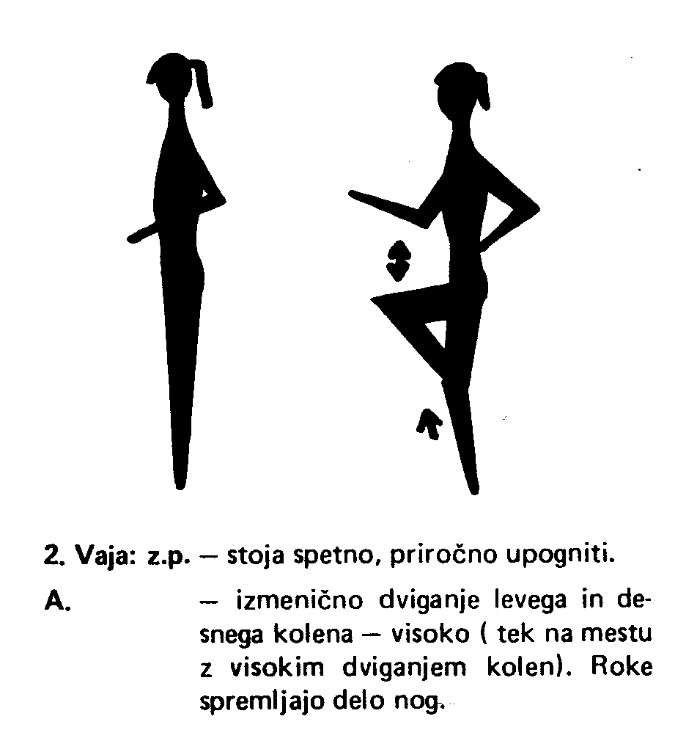 2. Vaja: z.p. – stoja spetno, priročno upogniti.
A. – izmenično dviganje levega in de-
snega kolena – visoko ( tek na mestu
z visokim dviganjem kolen). Roke
spremljajo delo nog.